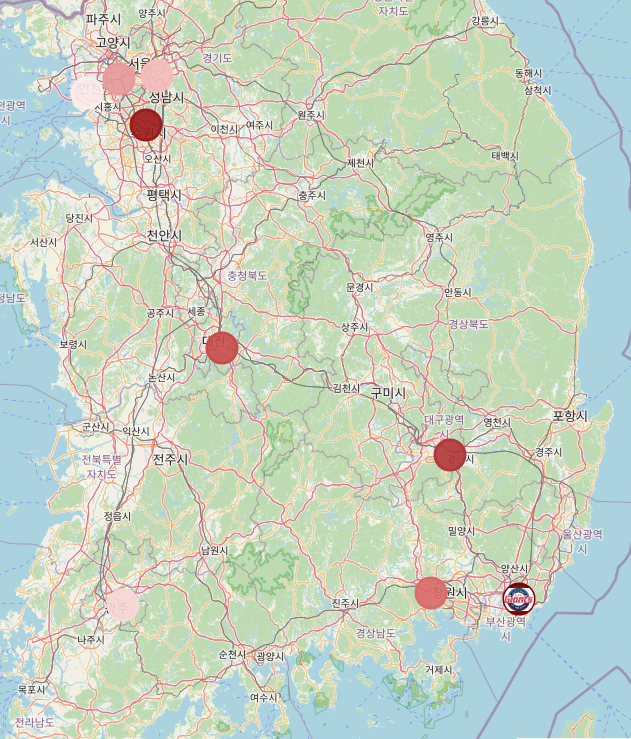 자치도
양주시
파주시
강릉시
고양시
서울
경기도
동해시
삼척시
성남시
시흥시
이천시
여주시
원주시
오산시
태백시
제천시
평택시
충주시
당진시
천안시
영주시
서산시
충청북도
문경시
안동시
공주시
세종
상주시
경상북도
보령시
논산시
김천시
구미시
대구광역
시
영천시
포항시
군산시
익산시
경주시
전북특별
자치도
전주시
정읍시
밀양시
울산광역
시
남원시
양산시
원시
Giants
진주시
부산광역
시
나주시
경상남도
순천시
광양시
거제시
목포시
여수시
전라남도